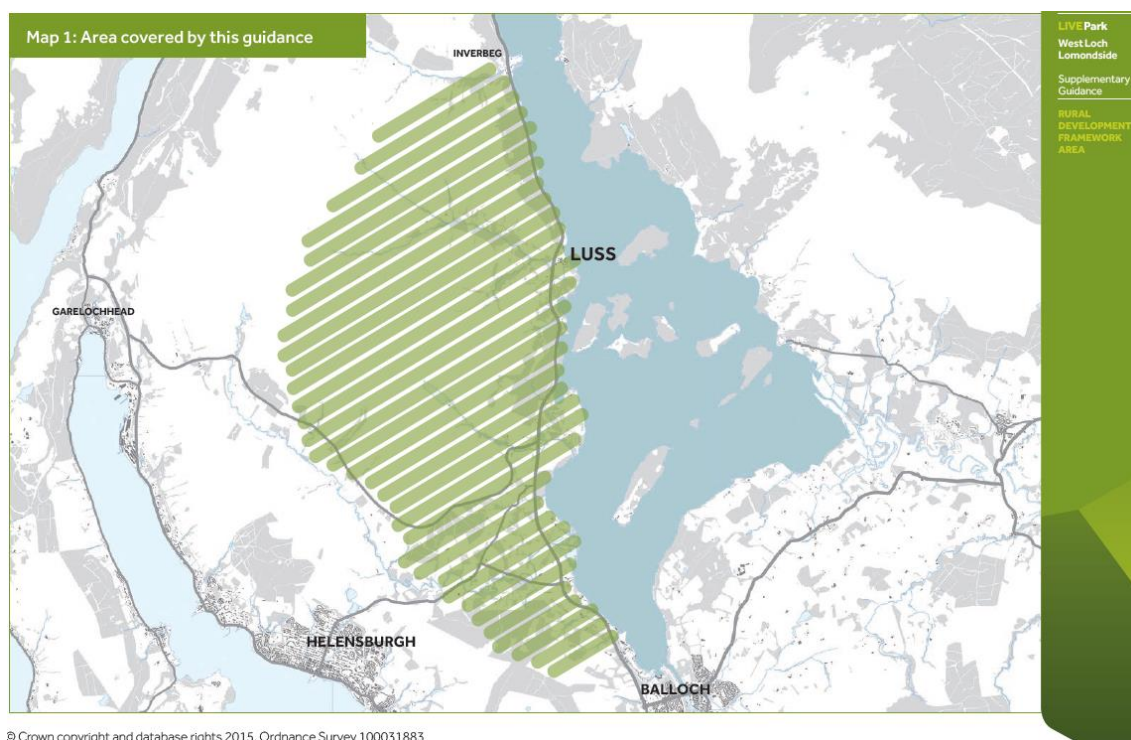 Map 1: Area covered by this guidance
INVERBEG
LUSS
GARELOCHHEAD
HELENSBURGH
BALLOCH
LIVEPark
West Loch
Lomondside
Supplementary
Guidance
RURAL
DEVELOPMENT
FRAMEWORK
AREA
© Crown copyright and database rights 2015. Ordnance Survey 100031883